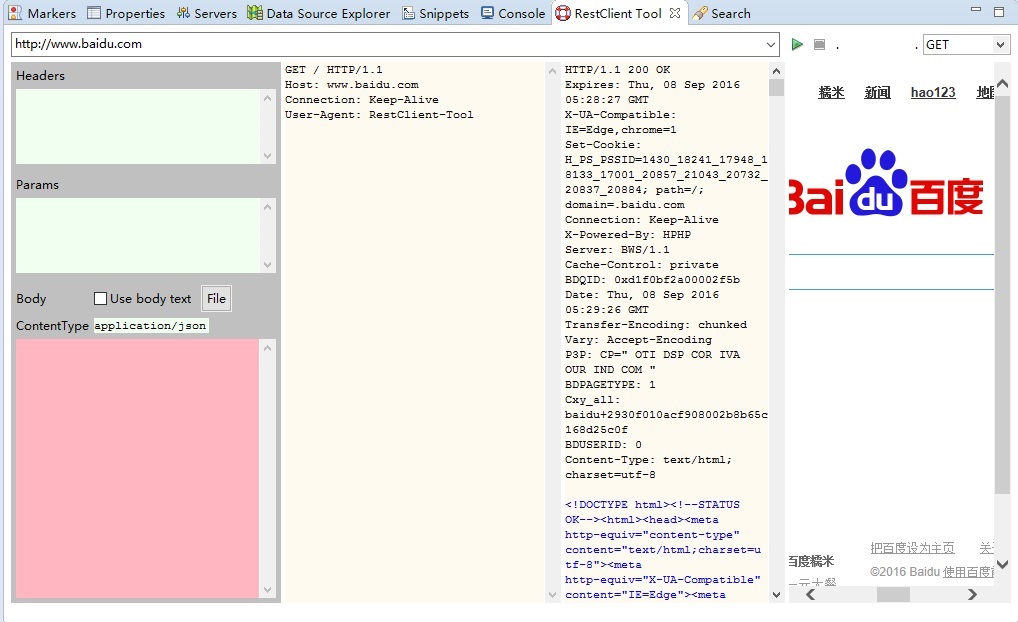 Markers Properties Servers Data Source Explorer Snippets Console RestClient Tool Search
http://www.baidu.com
. . GET
Headers
Params
Body Use body text File
ContentType application/json
GET / HTTP/1.1
Host: www.baidu.com
Connection: Keep-Alive
User-Agent: RestClient-Tool
HTTP/1.1 200 OK
Expires: Thu, 08 Sep 2016
05:28:27 GMT
X-UA-Compatible:
IE=Edge,chrome=1
Set-Cookie:
H_PS_PSSID=1430_18241_17948_1
8133_17001_20857_21043_20732_
20837_20884; path=/;
domain=.baidu.com
Connection: Keep-Alive
X-Powered-By: HPHP
Server: BWS/1.1
Cache-Control: private
BDQID: 0xd1f0bf2a00002f5b
Date: Thu, 08 Sep 2016
05:29:26 GMT
Transfer-Encoding: chunked
Vary: Accept-Encoding
P3P: CP=" OTI DSP COR IVA
OUR IND COM "
BDPAGETYPE: 1
Cxy_all:
baidu+2930f010acf908002b8b65c
168d25c0f
BDUSERID: 0
Content-Type: text/html;
charset=utf-8
<!DOCTYPE html><!--STATUS
OK--><html><head><meta
http-equiv="content-type"
content="text/html;charset=u
tf-8"><meta
http-equiv="X-UA-Compatible"
content="IE=Edge"><meta
糯米 新闻 hao123 地
Bai du 百度
把百度设为主页 关
百度糯米
©2016 Baidu 使用百度